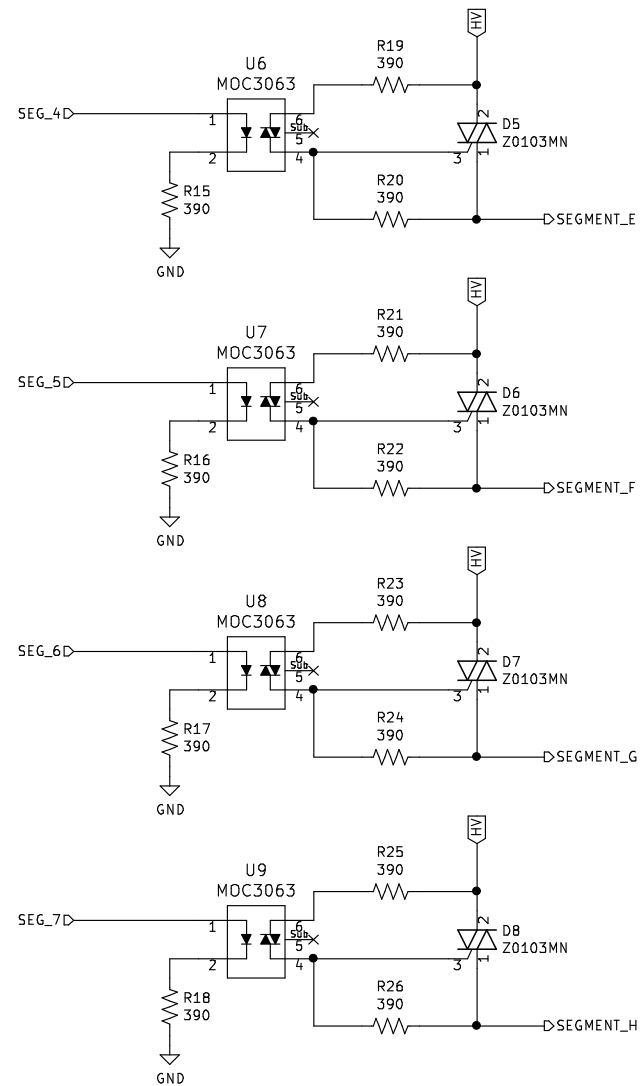 HV
R19
390
U6
MOC3063
SEG_4
1
6
SUB
5
2
4
2
D5
Z0103MN
3
1
R15
390
R20
390
SEGMENT_E
GND
HV
R21
390
U7
MOC3063
SEG_5
1
6
SUB
5
2
4
2
D6
Z0103MN
3
1
R16
390
R22
390
SEGMENT_F
GND
HV
R23
390
U8
MOC3063
SEG_6
1
6
SUB
5
2
4
2
D7
Z0103MN
3
1
R17
390
R24
390
SEGMENT_G
GND
HV
R25
390
U9
MOC3063
SEG_7
1
6
SUB
5
2
4
2
D8
Z0103MN
3
1
R18
390
R26
390
SEGMENT_H
GND